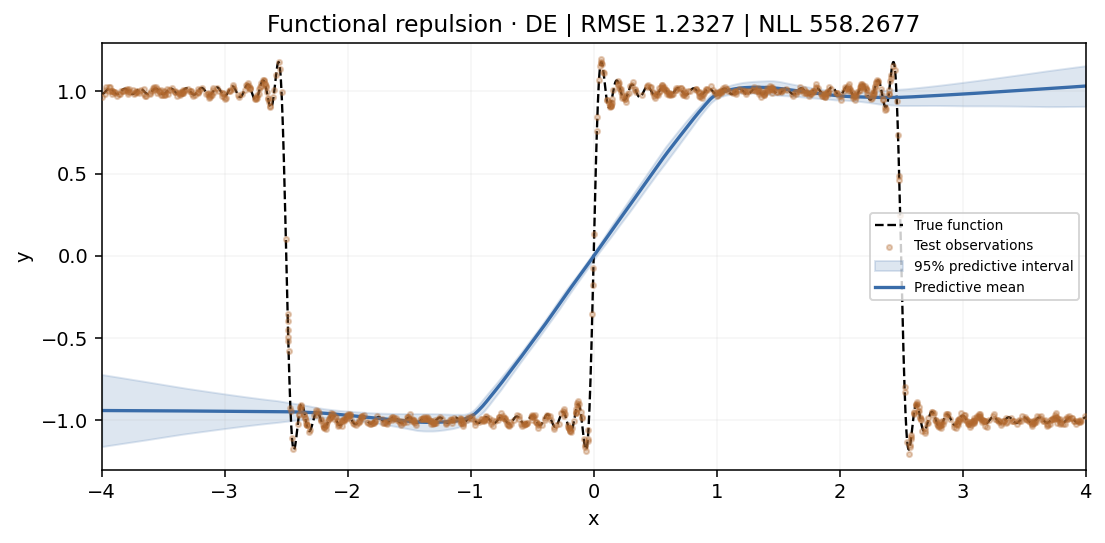 Functional repulsion · DE | RMSE 1.2327 | NLL 558.2677
y
1.0
0.5
0.0
−0.5
−1.0
True function
Test observations
95% predictive interval
Predictive mean
−4 −3 −2 −1 0 1 2 3 4
x